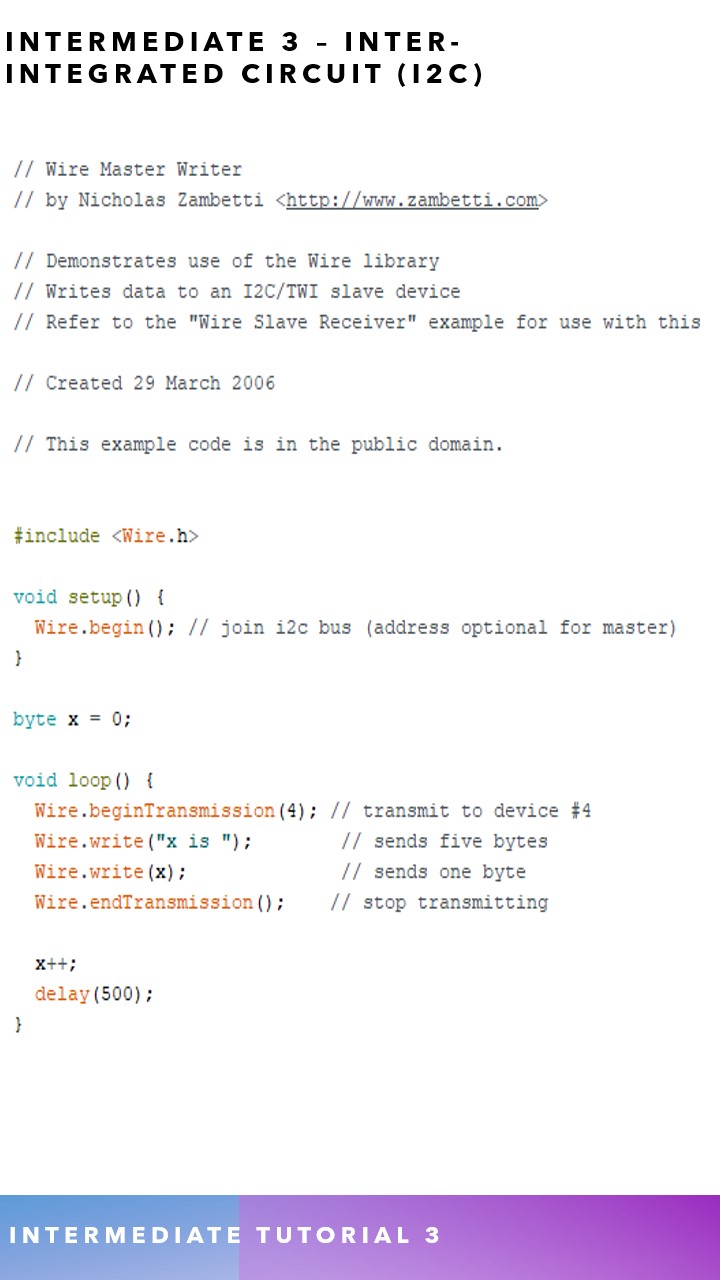 INTERMEDIATE 3 – INTER-
INTEGRATED CIRCUIT (I2C)
// Wire Master Writer
// by Nicholas Zambetti <http://www.zambetti.com>
// Demonstrates use of the Wire library
// Writes data to an I2C/TWI slave device
// Refer to the "Wire Slave Receiver" example for use with this
// Created 29 March 2006
// This example code is in the public domain.
#include <Wire.h>
void setup() {
  Wire.begin(); // join i2c bus (address optional for master)
}
byte x = 0;
void loop() {
  Wire.beginTransmission(4); // transmit to device #4
  Wire.write("x is ");        // sends five bytes
  Wire.write(x);              // sends one byte
  Wire.endTransmission();    // stop transmitting
  x++;
  delay(500);
}
INTERMEDIATE TUTORIAL 3